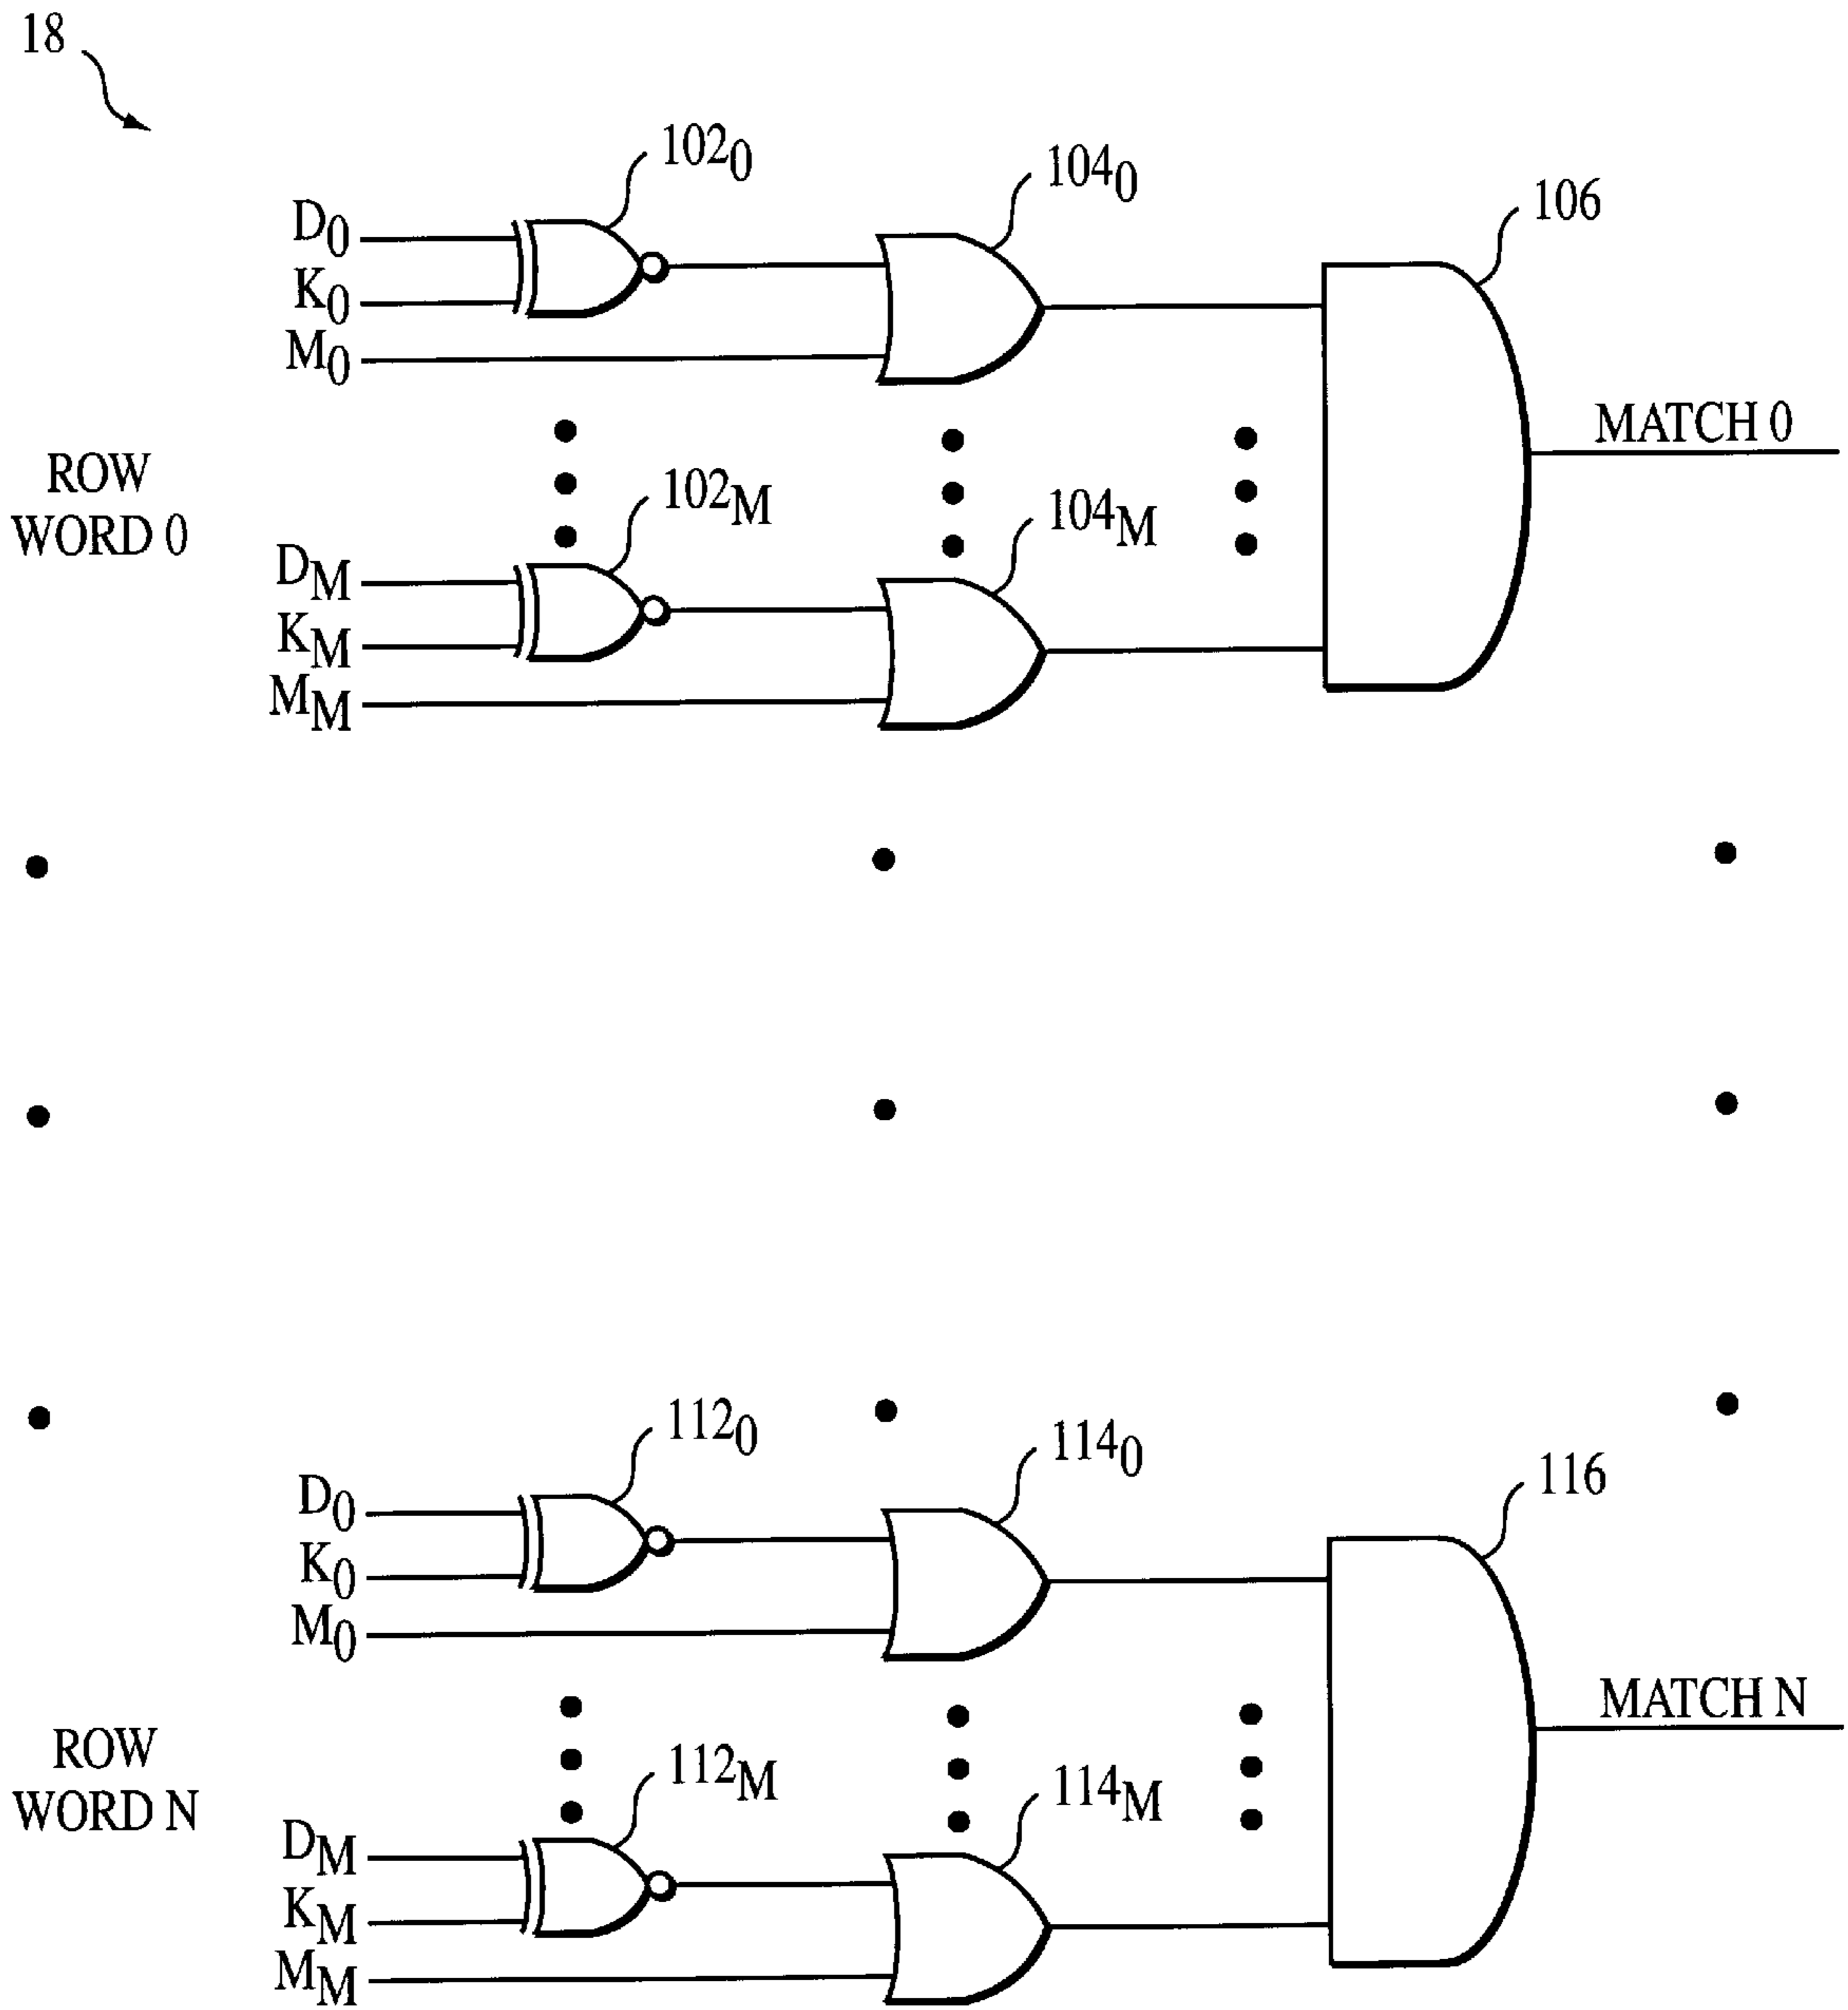 18
102₀
104₀
106
D₀
K₀
M₀
MATCH 0
ROW
WORD 0
102M
104M
DM
KM
MM
112₀
114₀
116
D₀
K₀
M₀
MATCH N
ROW
WORD N
112M
114M
DM
KM
MM